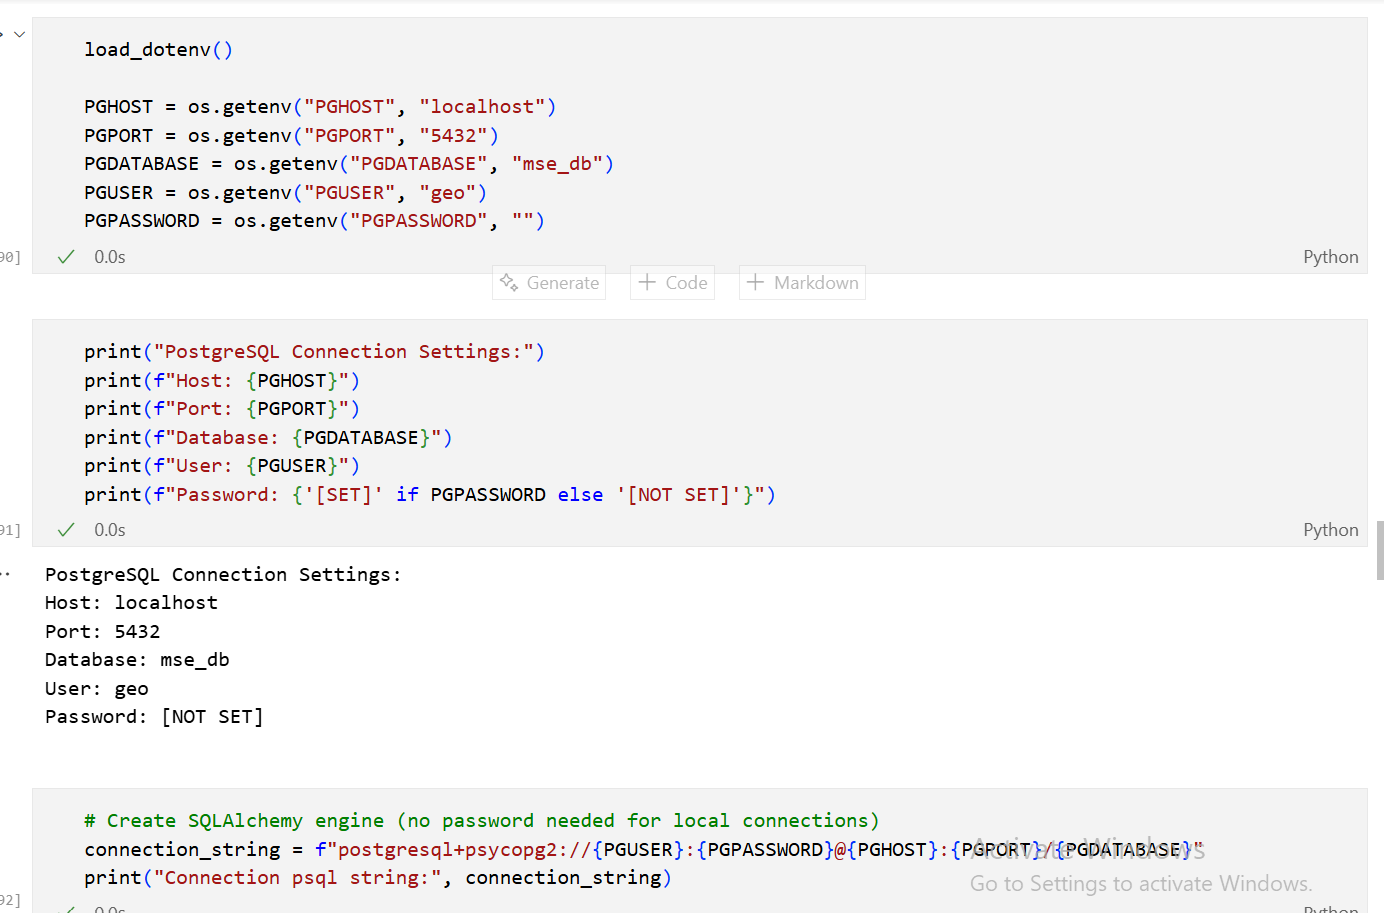 load_dotenv()
PGHOST = os.getenv("PGHOST", "localhost")
PGPORT = os.getenv("PGPORT", "5432")
PGDATABASE = os.getenv("PGDATABASE", "mse_db")
PGUSER = os.getenv("PGUSER", "geo")
PGPASSWORD = os.getenv("PGPASSWORD", "")
90] 0.0s Python
Generate + Code + Markdown
print("PostgreSQL Connection Settings:")
print(f"Host: {PGHOST}")
print(f"Port: {PGPORT}")
print(f"Database: {PGDATABASE}")
print(f"User: {PGUSER}")
print(f"Password: {'[SET]' if PGPASSWORD else '[NOT SET]'}")
91] 0.0s Python
PostgreSQL Connection Settings:
Host: localhost
Port: 5432
Database: mse_db
User: geo
Password: [NOT SET]
# Create SQLAlchemy engine (no password needed for local connections)
connection_string = f"postgresql+psycopg2://{PGUSER}:{PGPASSWORD}@{PGHOST}:{PGPORT}/{PGDATABASE}"
print("Connection psql string:", connection_string)
Activate Windows
Go to Settings to activate Windows.
92] 0.0s Python